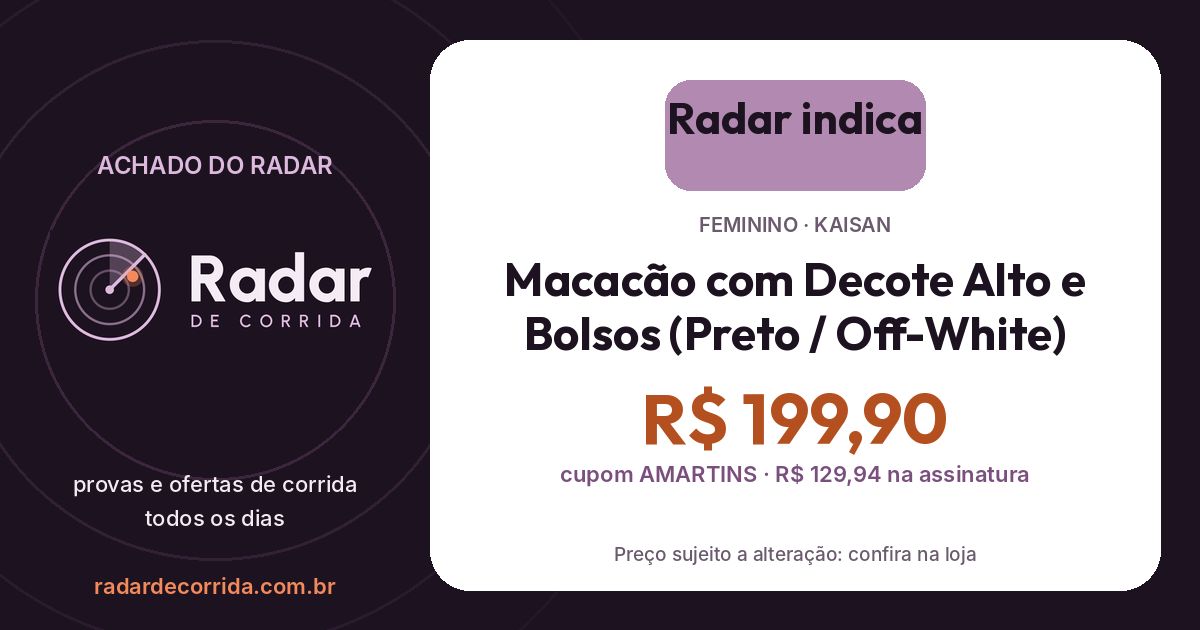 ACHADO DO RADAR
Radar
DE CORRIDA
provas e ofertas de corrida
todos os dias
radardecorrida.com.br
Radar indica
FEMININO · KAISAN
Macacão com Decote Alto e
Bolsos (Preto / Off-White)
R$ 199,90
cupom AMARTINS · R$ 129,94 na assinatura
Preço sujeito a alteração: confira na loja